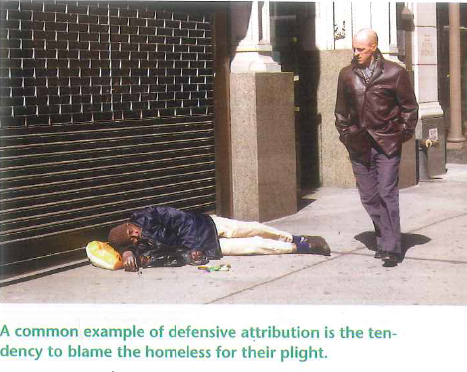 A common example of defensive attribution is the ten-
dency to blame the homeless for their plight.